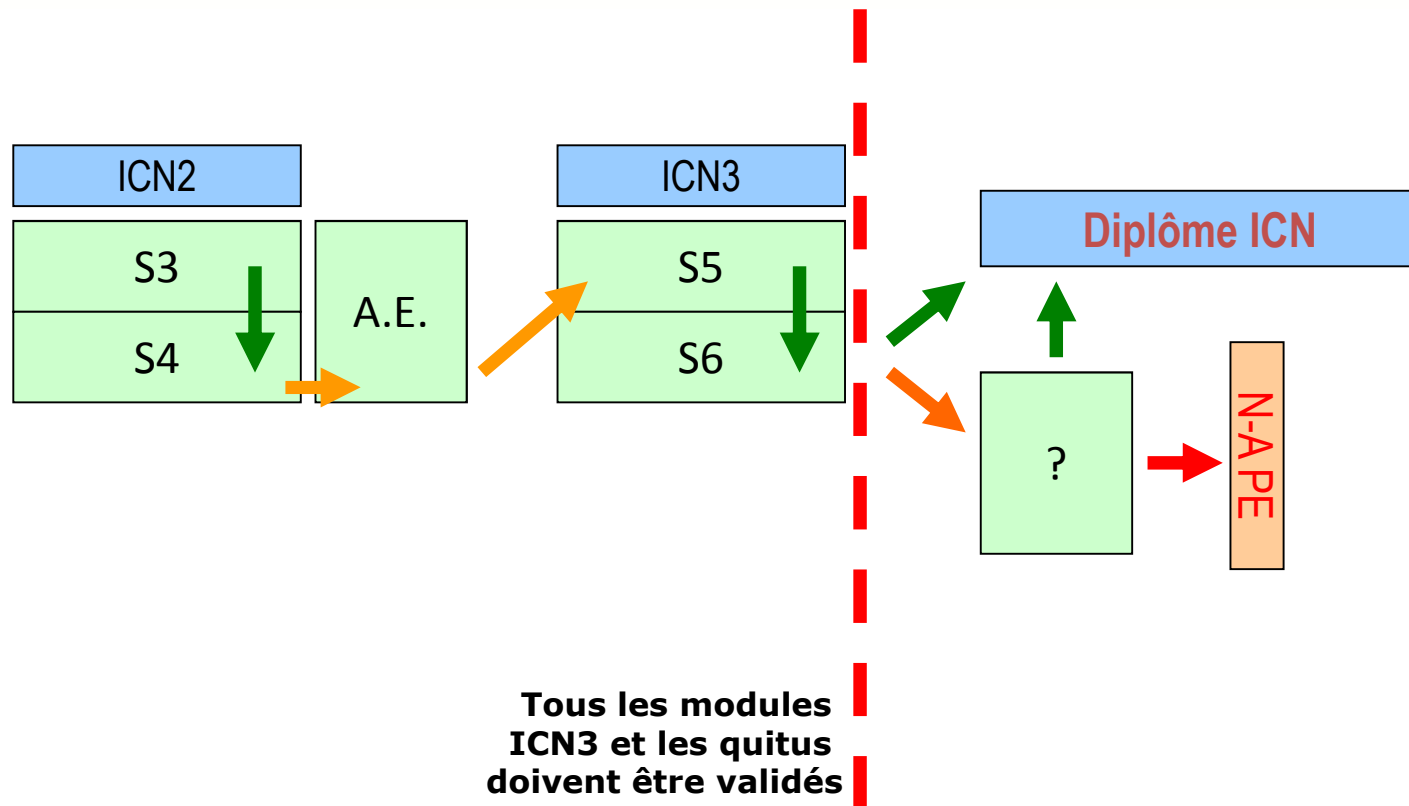 ICN2
S3
S4
A.E.
ICN3
S5
S6
Diplôme ICN
?
N-A PE
Tous les modules
ICN3 et les quitus
doivent être validés